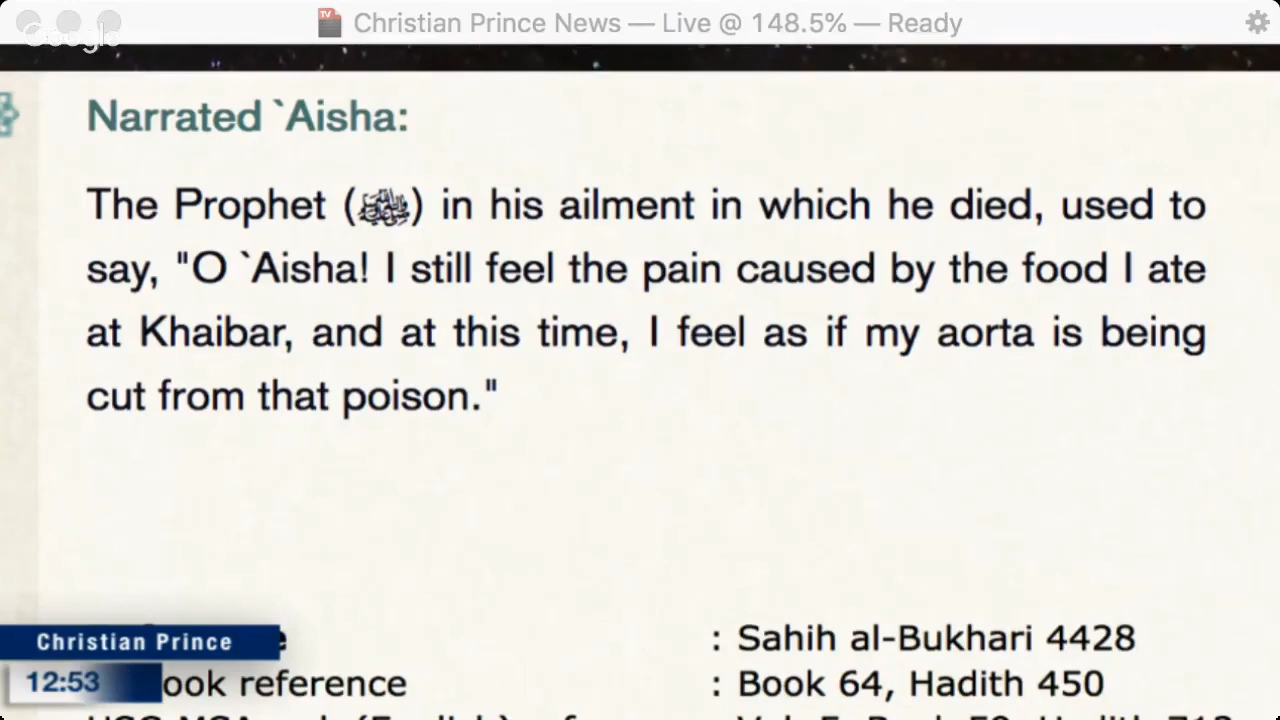 TV Christian Prince News — Live @ 148.5% — Ready
Google
Narrated `Aisha:
The Prophet (ﷺ) in his ailment in which he died, used to
say, "O `Aisha! I still feel the pain caused by the food I ate
at Khaibar, and at this time, I feel as if my aorta is being
cut from that poison."
: Sahih al-Bukhari 4428
Christian Prince
ook reference : Book 64, Hadith 450
12:53